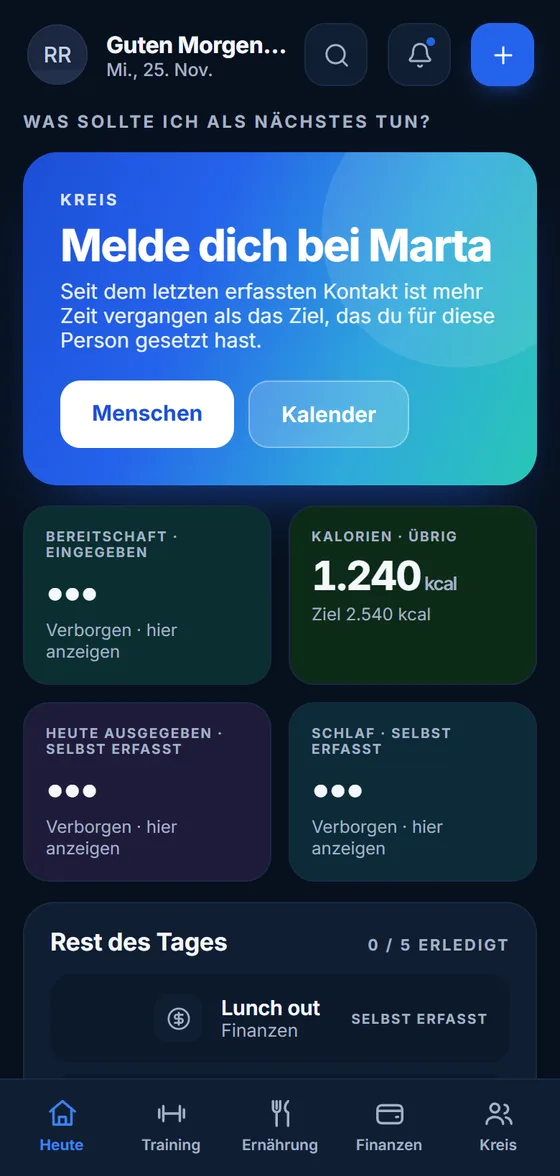 RR
Guten Morgen...
Mi., 25. Nov.
WAS SOLLTE ICH ALS NÄCHSTES TUN?
KREIS
Melde dich bei Marta
Seit dem letzten erfassten Kontakt ist mehr
Zeit vergangen als das Ziel, das du für diese
Person gesetzt hast.
Menschen
Kalender
BEREITSCHAFT ·
EINGEGEBEN
●●●
Verborgen · hier
anzeigen
KALORIEN · ÜBRIG
1.240 kcal
Ziel 2.540 kcal
HEUTE AUSGEGEBEN ·
SELBST ERFASST
●●●
Verborgen · hier
anzeigen
SCHLAF · SELBST
ERFASST
●●●
Verborgen · hier
anzeigen
Rest des Tages
0 / 5 ERLEDIGT
Lunch out
Finanzen
SELBST ERFASST
Heute
Training
Ernährung
Finanzen
Kreis